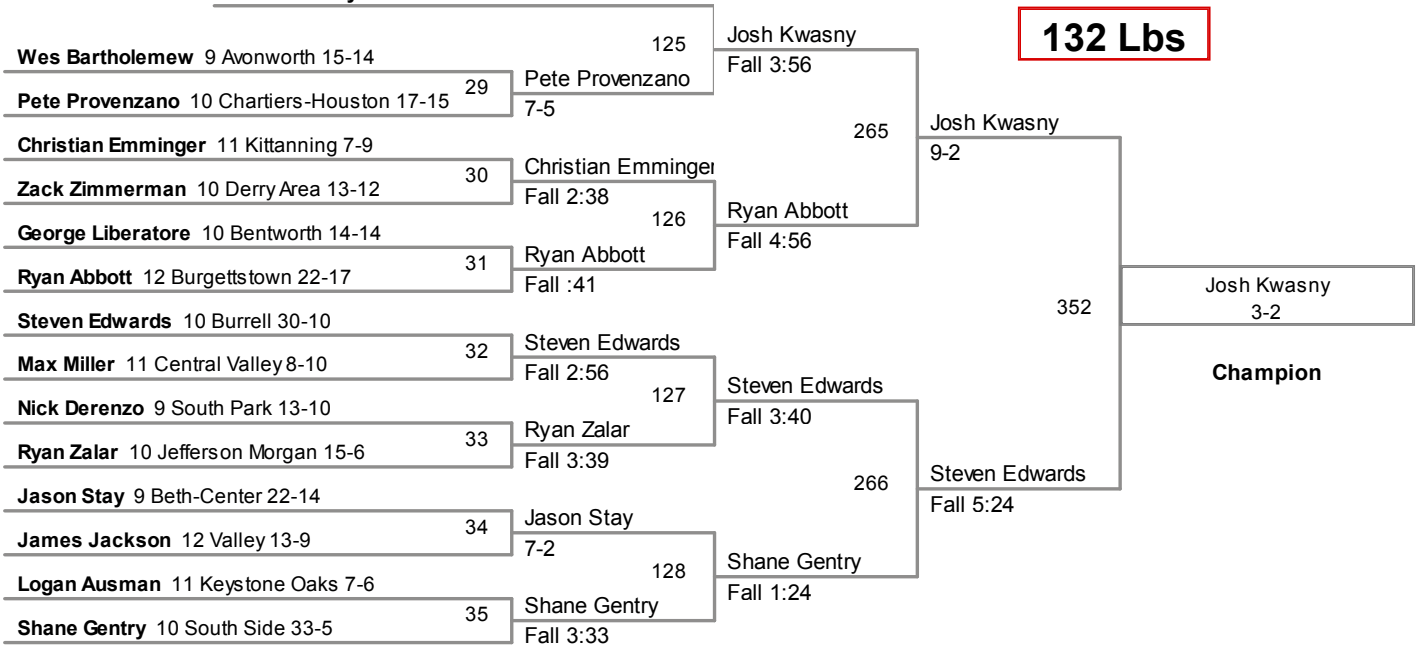 132 Lbs
Wes Bartholemew 9 Avonworth 15-14
Pete Provenzano 10 Chartiers-Houston 17-15
Christian Emminger 11 Kittanning 7-9
Zack Zimmerman 10 Derry Area 13-12
George Liberatore 10 Bentworth 14-14
Ryan Abbott 12 Burgettstown 22-17
Steven Edwards 10 Burrell 30-10
Max Miller 11 Central Valley 8-10
Nick Derenzo 9 South Park 13-10
Ryan Zalar 10 Jefferson Morgan 15-6
Jason Stay 9 Beth-Center 22-14
James Jackson 12 Valley 13-9
Logan Ausman 11 Keystone Oaks 7-6
Shane Gentry 10 South Side 33-5
29
30
31
32
33
34
35
Pete Provenzano
7-5
Christian Emminger
Fall 2:38
Ryan Abbott
Fall :41
Steven Edwards
Fall 2:56
Ryan Zalar
Fall 3:39
Jason Stay
7-2
Shane Gentry
Fall 3:33
125
126
127
128
Josh Kwasny
Fall 3:56
Ryan Abbott
Fall 4:56
Steven Edwards
Fall 3:40
Shane Gentry
Fall 1:24
265
266
Josh Kwasny
9-2
Steven Edwards
Fall 5:24
352
Josh Kwasny
3-2
Champion